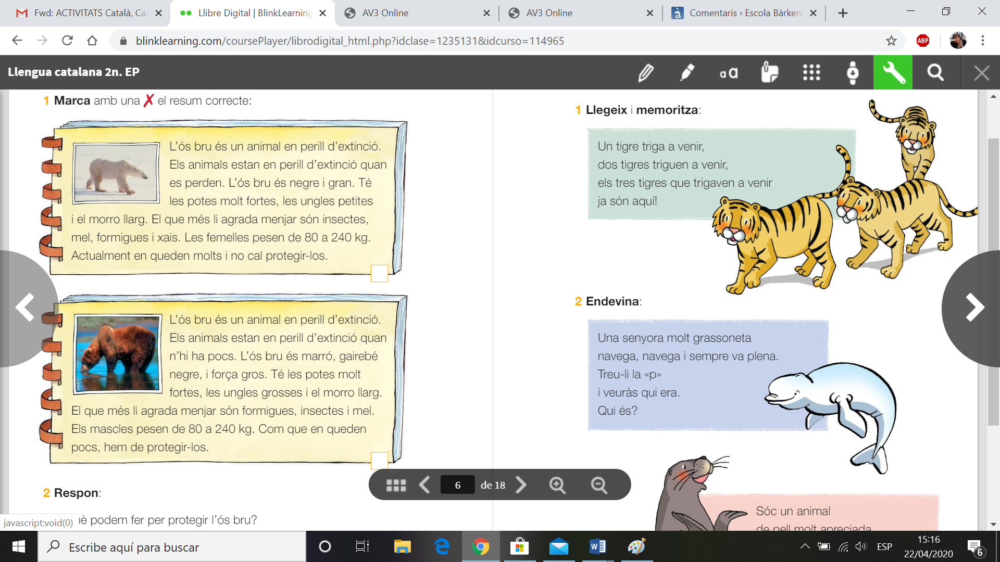 Fwd: ACTIVITATS Català, Cas
Llibre Digital | BlinkLearning
AV3 Online
AV3 Online
Comentaris ‹ Escola Bàrken
blinklearning.com/coursePlayer/librodigital_html.php?idclase=1235131&idcurso=114965
ABP
Llengua catalana 2n. EP
a a
1 Marca amb una ✗ el resum correcte:
L'ós bru és un animal en perill d'extinció.
Els animals estan en perill d'extinció quan
es perden. L'ós bru és negre i gran. Té
les potes molt fortes, les ungles petites
i el morro llarg. El que més li agrada menjar són insectes,
mel, formigues i xais. Les femelles pesen de 80 a 240 kg.
Actualment en queden molts i no cal protegir-los.
L'ós bru és un animal en perill d'extinció.
Els animals estan en perill d'extinció quan
n'hi ha pocs. L'ós bru és marró, gairebé
negre, i força gros. Té les potes molt
fortes, les ungles grosses i el morro llarg.
El que més li agrada menjar són formigues, insectes i mel.
Els mascles pesen de 80 a 240 kg. Com que en queden
pocs, hem de protegir-los.
2 Respon:
podem fer per protegir l'ós bru?
1 Llegeix i memoritza:
Un tigre triga a venir,
dos tigres triguen a venir,
els tres tigres que trigaven a venir
ja són aquí!
2 Endevina:
Una senyora molt grassoneta
navega, navega i sempre va plena.
Treu-li la «p»
i veuràs qui era.
Qui és?
Sóc un animal
de pell molt apreciada
6 de 18
javascript:void(0)
Escribe aquí para buscar
ESP
15:16
22/04/2020
6